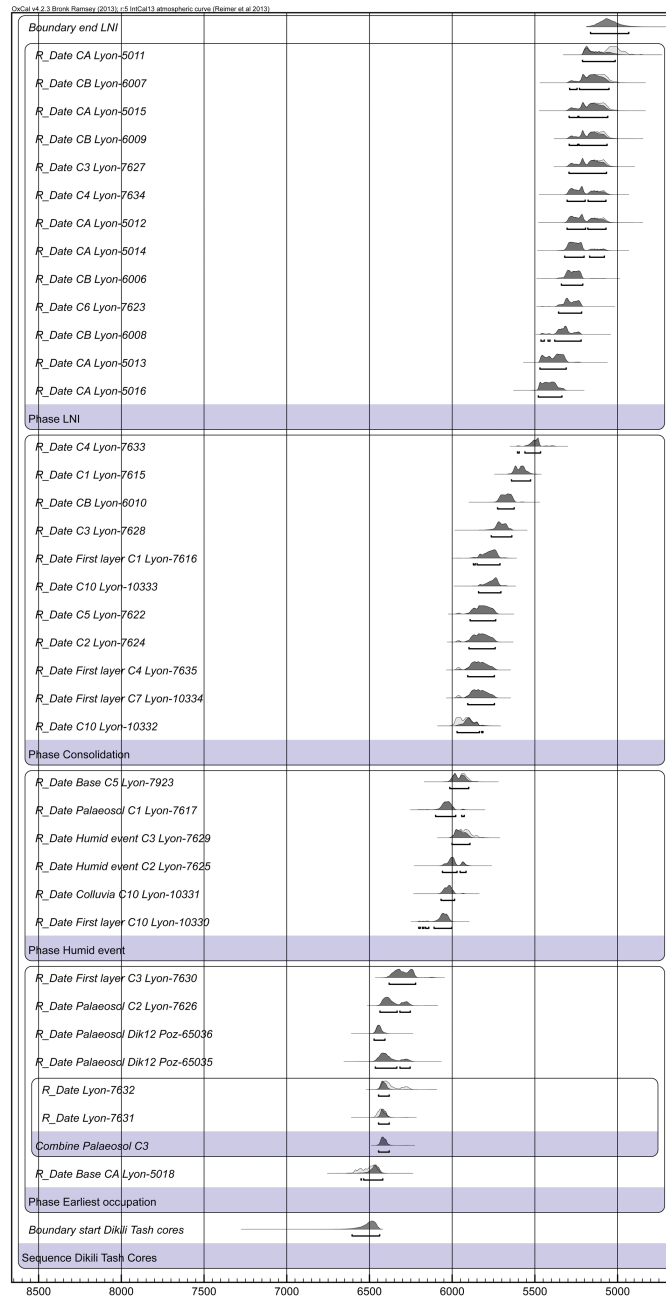 OxCal v4.2.3 Bronk Ramsey (2013); r:5 IntCal13 atmospheric curve (Reimer et al 2013)
Boundary end LNI
R_Date CA Lyon-5011
R_Date CB Lyon-6007
R_Date CA Lyon-5015
R_Date CB Lyon-6009
R_Date C3 Lyon-7627
R_Date C4 Lyon-7634
R_Date CA Lyon-5012
R_Date CA Lyon-5014
R_Date CB Lyon-6006
R_Date C6 Lyon-7623
R_Date CB Lyon-6008
R_Date CA Lyon-5013
R_Date CA Lyon-5016
Phase LNI
R_Date C4 Lyon-7633
R_Date C1 Lyon-7615
R_Date CB Lyon-6010
R_Date C3 Lyon-7628
R_Date First layer C1 Lyon-7616
R_Date C10 Lyon-10333
R_Date C5 Lyon-7622
R_Date C2 Lyon-7624
R_Date First layer C4 Lyon-7635
R_Date First layer C7 Lyon-10334
R_Date C10 Lyon-10332
Phase Consolidation
R_Date Base C5 Lyon-7923
R_Date Palaeosol C1 Lyon-7617
R_Date Humid event C3 Lyon-7629
R_Date Humid event C2 Lyon-7625
R_Date Colluvia C10 Lyon-10331
R_Date First layer C10 Lyon-10330
Phase Humid event
R_Date First layer C3 Lyon-7630
R_Date Palaeosol C2 Lyon-7626
R_Date Palaeosol Dik12 Poz-65036
R_Date Palaeosol Dik12 Poz-65035
R_Date Lyon-7632
R_Date Lyon-7631
Combine Palaeosol C3
R_Date Base CA Lyon-5018
Phase Earliest occupation
Boundary start Dikili Tash cores
Sequence Dikili Tash Cores
8500 8000 7500 7000 6500 6000 5500 5000